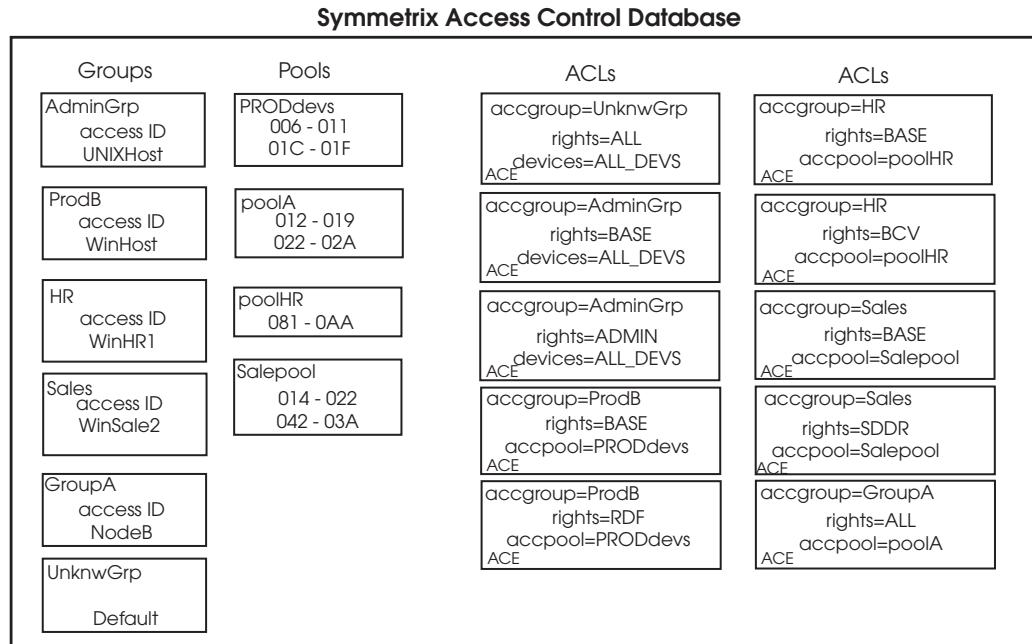 Symmetrix Access Control Database
Groups
AdminGrp
access ID
UNIXHost
ProdB
access ID
WinHost
HR
access ID
WinHR1
Sales
access ID
WinSale2
GroupA
access ID
NodeB
UnknwGrp
Default
Pools
PRODdevs
006 - 011
01C - 01F
poolA
012 - 019
022 - 02A
poolHR
081 - 0AA
Salepool
014 - 022
042 - 03A
ACLs
accgroup=UnknwGrp
rights=ALL
devices=ALL_DEVS
ACE
accgroup=AdminGrp
rights=BASE
devices=ALL_DEVS
ACE
accgroup=AdminGrp
rights=ADMIN
devices=ALL_DEVS
ACE
accgroup=ProdB
rights=BASE
accpool=PRODdevs
ACE
accgroup=ProdB
rights=RDF
accpool=PRODdevs
ACE
ACLs
accgroup=HR
rights=BASE
accpool=poolHR
ACE
accgroup=HR
rights=BCV
accpool=poolHR
ACE
accgroup=Sales
rights=BASE
accpool=Salepool
ACE
accgroup=Sales
rights=SDDR
accpool=Salepool
ACE
accgroup=GroupA
rights=ALL
accpool=poolA
ACE